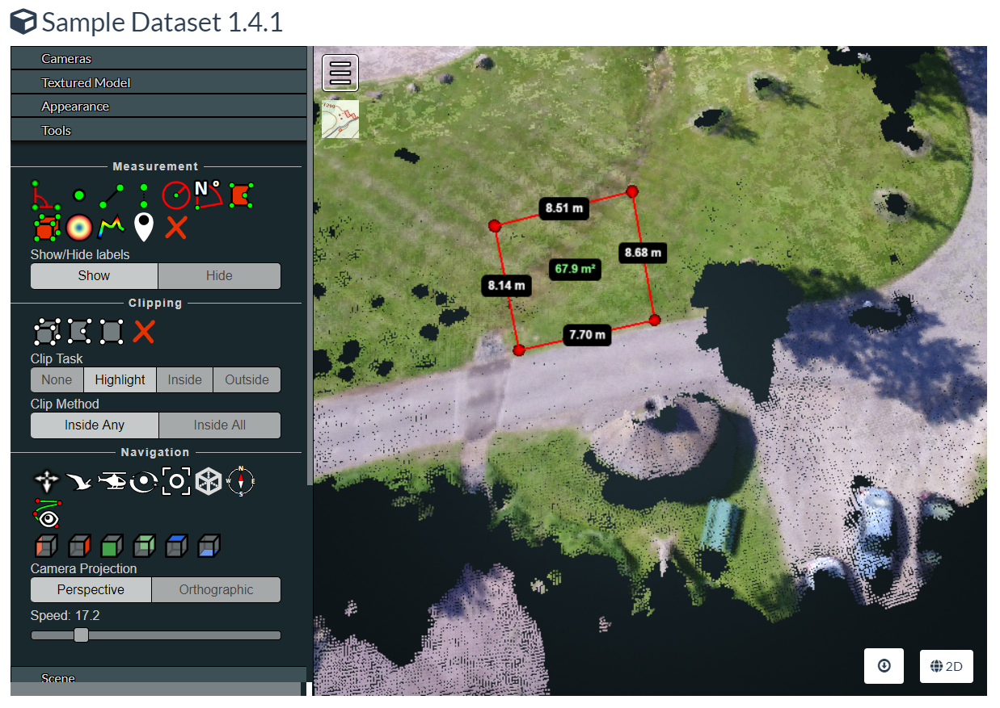 Sample Dataset 1.4.1
Cameras
Textured Model
Appearance
Tools
Measurement
N°
Show/Hide labels
Show Hide
Clipping
Clip Task
None Highlight Inside Outside
Clip Method
Inside Any Inside All
Navigation
N
W E
S
Camera Projection
Perspective Orthographic
Speed: 17.2
Scene
8.51 m
8.68 m
67.9 m²
8.14 m
7.70 m
2D